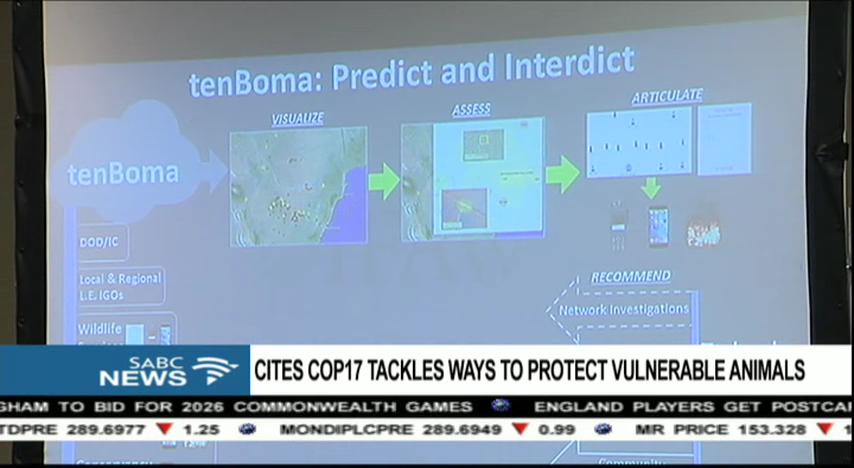 tenBoma: Predict and Interdict
VISUALIZE
ASSESS
ARTICULATE
tenBoma
DOD/IC
Local & Regional
L.E. IGOs
RECOMMEND
Network Investigations
Wildlife
SABC
NEWS
CITES COP17 TACKLES WAYS TO PROTECT VULNERABLE ANIMALS
GHAM TO BID FOR 2026 COMMONWEALTH GAMES ENGLAND PLAYERS GET POSTCA
TDPRE 289.6977 1.25 MONDIPLCPRE 289.6949 0.99 MR PRICE 153.328 1
Community